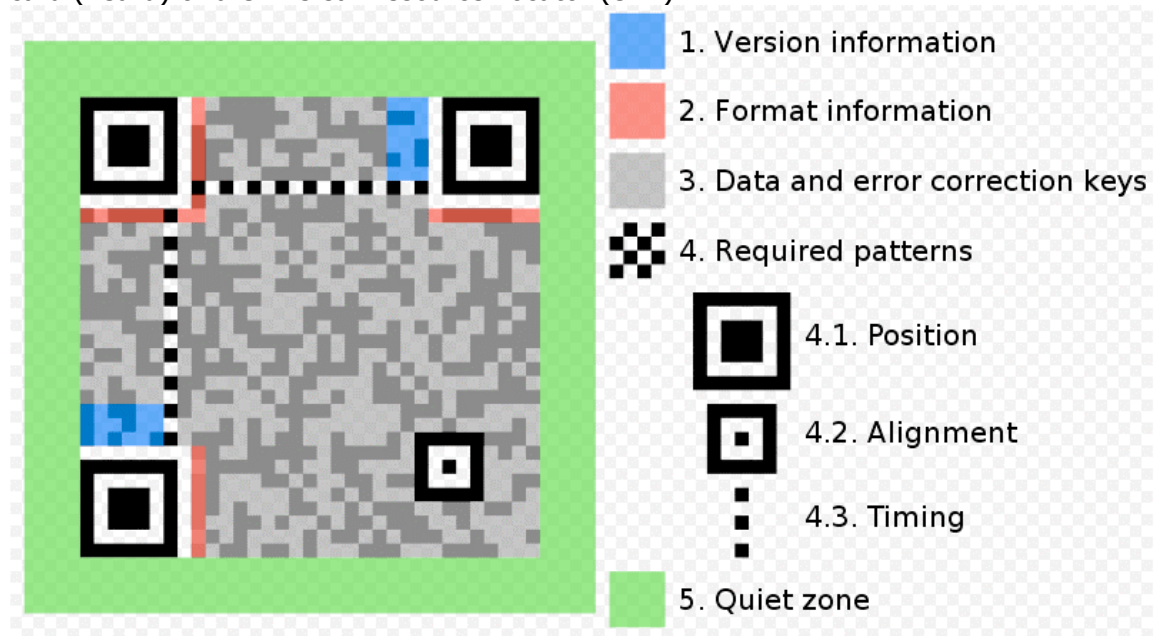 1. Version information
2. Format information
3. Data and error correction keys
4. Required patterns
4.1. Position
4.2. Alignment
4.3. Timing
5. Quiet zone